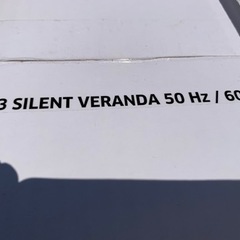 3 SILENT VERANDA 50 Hz / 60